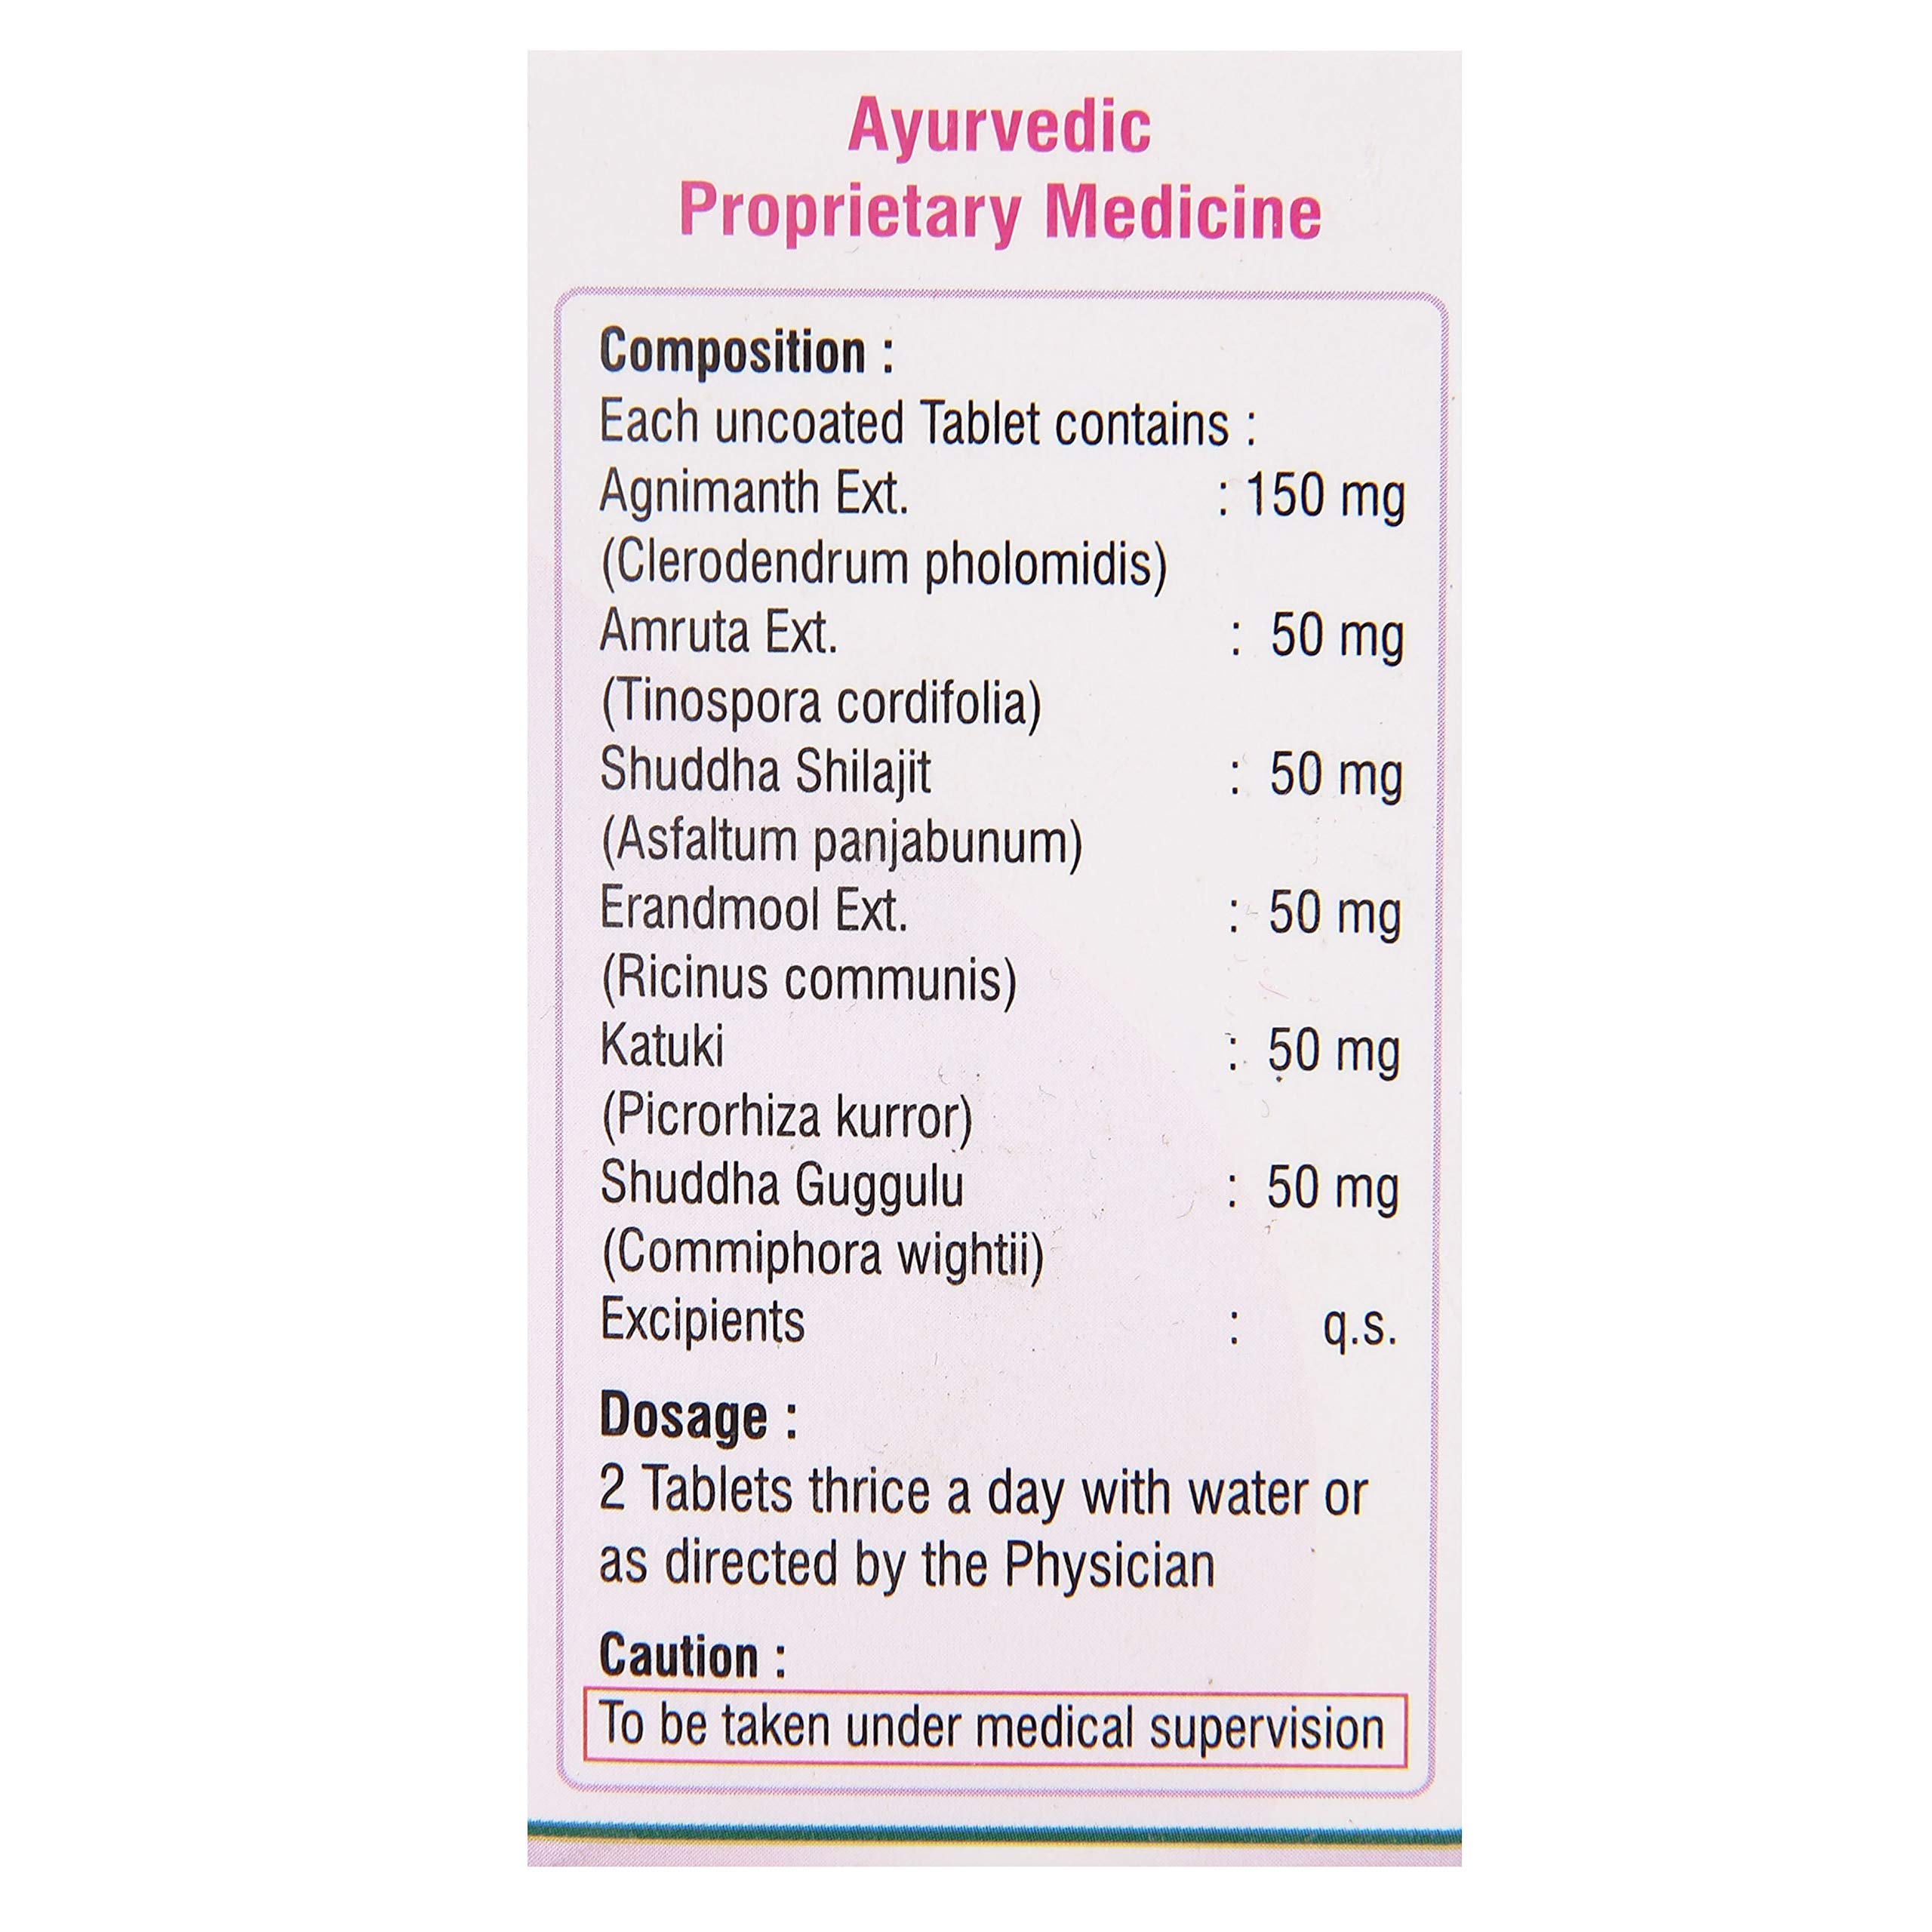 Ayurvedic
Proprietary Medicine
Composition :
Each uncoated Tablet contains :
Agnimanth Ext. : 150 mg
(Clerodendrum pholomidis)
Amruta Ext. : 50 mg
(Tinospora cordifolia)
Shuddha Shilajit : 50 mg
(Asfaltum panjabunum)
Erandmool Ext. : 50 mg
(Ricinus communis)
Katuki : 50 mg
(Picrorhiza kurror)
Shuddha Guggulu : 50 mg
(Commiphora wightii)
Excipients : q.s.
Dosage :
2 Tablets thrice a day with water or
as directed by the Physician
Caution :
To be taken under medical supervision